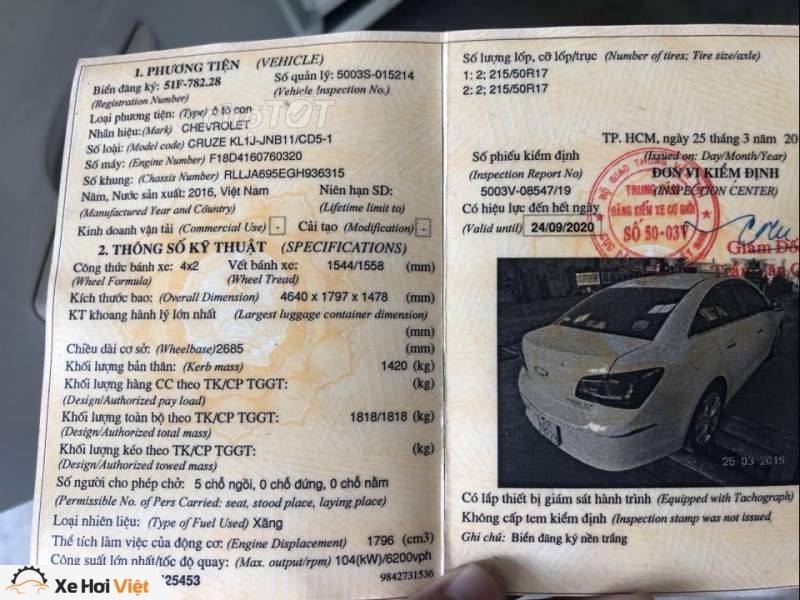 1. PHƯƠNG TIỆN (VEHICLE)
Biển đăng ký: 51F-782.28 Số quản lý: 5003S-015214
(Registration Number) (Vehicle Inspection No.)
Loại phương tiện: (Type) ô tô con
Nhãn hiệu: (Mark) CHEVROLET
Số loại: (Model code) CRUZE KL1J-JNB11/CD5-1
Số máy: (Engine Number) F18D4160760320
Số khung: (Chassis Number) RLLJA695EGH936315
Năm, Nước sản xuất: 2016, Việt Nam Niên hạn SD:
(Manufactured Year and Country) (Lifetime limit to)
Kinh doanh vận tải (Commercial Use) - Cải tạo (Modification) -
2. THÔNG SỐ KỸ THUẬT (SPECIFICATIONS)
Công thức bánh xe: 4x2 Vết bánh xe: 1544/1558 (mm)
(Wheel Formula) (Wheel Tread)
Kích thước bao: (Overall Dimension) 4640 x 1797 x 1478 (mm)
KT khoang hành lý lớn nhất (Largest luggage container dimension)
(mm)
Chiều dài cơ sở: (Wheelbase) 2685 (mm)
Khối lượng bản thân: (Kerb mass) 1420 (kg)
Khối lượng hàng CC theo TK/CP TGGT: (kg)
(Design/Authorized pay load)
Khối lượng toàn bộ theo TK/CP TGGT: 1818/1818 (kg)
(Design/Authorized total mass)
Khối lượng kéo theo TK/CP TGGT: (kg)
(Design/Authorized towed mass)
Số người cho phép chở: 5 chỗ ngồi, 0 chỗ đứng, 0 chỗ nằm
(Permissible No. of Pers Carried: seat, stood place, laying place)
Loại nhiên liệu: (Type of Fuel Used) Xăng
Thể tích làm việc của động cơ: (Engine Displacement) 1796 (cm3)
Công suất lớn nhất/tốc độ quay: (Max. output/rpm) 104(kW)/6200vph
25453 9842731536
Xe Hơi Việt
Số lượng lốp, cỡ lốp/trục (Number of tires; Tire size/axle)
1: 2; 215/50R17
2: 2; 215/50R17
TP. HCM, ngày 25 tháng 3 năm 20
Số phiếu kiểm định (Issued on: Day/Month/Year)
(Inspection Report No.) ĐƠN VỊ KIỂM ĐỊNH
5003V-08547/19 (INSPECTION CENTER)
Có hiệu lực đến hết ngày
(Valid until) 24/09/2020
TRUNG
ĐĂNG KIỂM XE CƠ GIỚI
SỐ 50-03V
Giám Đố
25 03 2019
Có lắp thiết bị giám sát hành trình (Equipped with Tachograph)
Không cấp tem kiểm định (Inspection stamp was not issued
Ghi chú: Biển đăng ký nền trắng